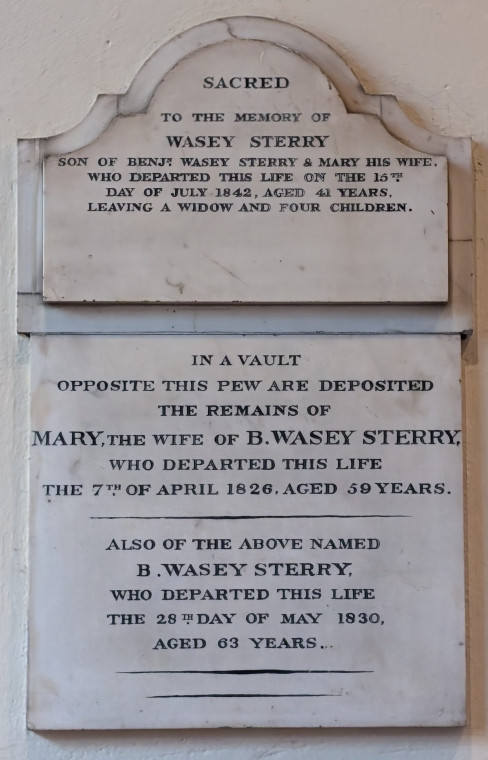 SACRED
TO THE MEMORY OF
WASEY STERRY
SON OF BENJN. WASEY STERRY & MARY HIS WIFE.
WHO DEPARTED THIS LIFE ON THE 15TH
DAY OF JULY 1842, AGED 41 YEARS,
LEAVING A WIDOW AND FOUR CHILDREN.
IN A VAULT
OPPOSITE THIS PEW ARE DEPOSITED
THE REMAINS OF
MARY, THE WIFE OF B. WASEY STERRY,
WHO DEPARTED THIS LIFE
THE 7TH OF APRIL 1826, AGED 59 YEARS.
ALSO OF THE ABOVE NAMED
B. WASEY STERRY,
WHO DEPARTED THIS LIFE
THE 28TH DAY OF MAY 1830,
AGED 63 YEARS...